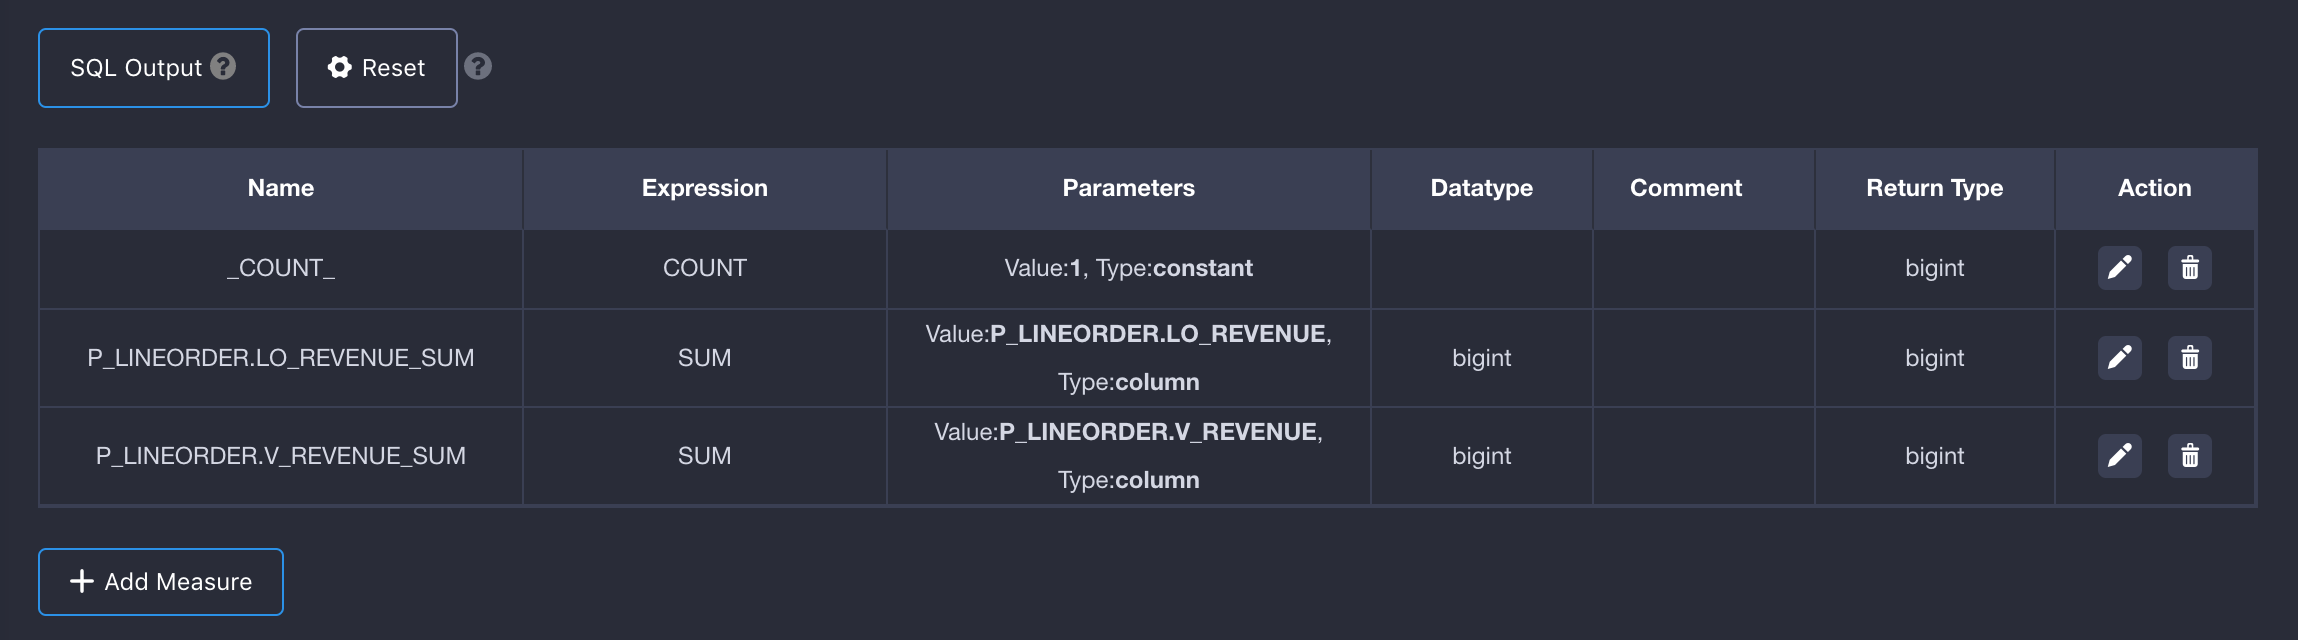 SQL Output ?
Reset ?
Name Expression Parameters Datatype Comment Return Type Action
_COUNT_ COUNT Value:1, Type:constant bigint
P_LINEORDER.LO_REVENUE_SUM SUM Value:P_LINEORDER.LO_REVENUE,
Type:column bigint bigint
P_LINEORDER.V_REVENUE_SUM SUM Value:P_LINEORDER.V_REVENUE,
Type:column bigint bigint
+ Add Measure